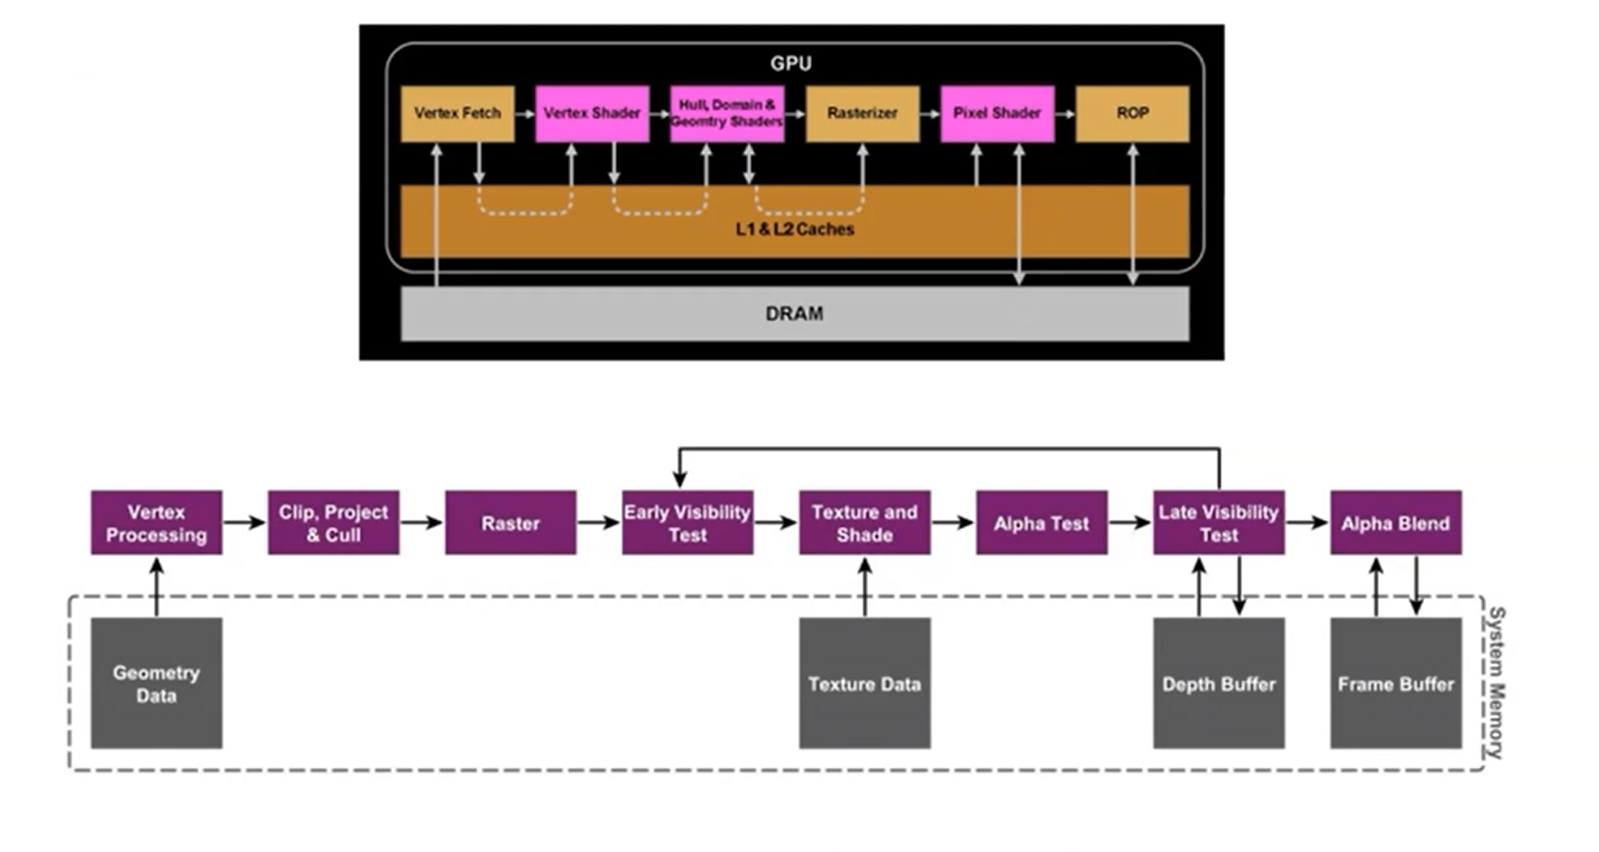 GPU
Vertex Fetch
Vertex Shader
Hull, Domain &
Geomtry Shaders
Rasterizer
Pixel Shader
ROP
L1 & L2 Caches
DRAM
Vertex
Processing
Clip, Project
& Cull
Raster
Early Visibility
Test
Texture and
Shade
Alpha Test
Late Visibility
Test
Alpha Blend
Geometry
Data
Texture Data
Depth Buffer
Frame Buffer
System Memory